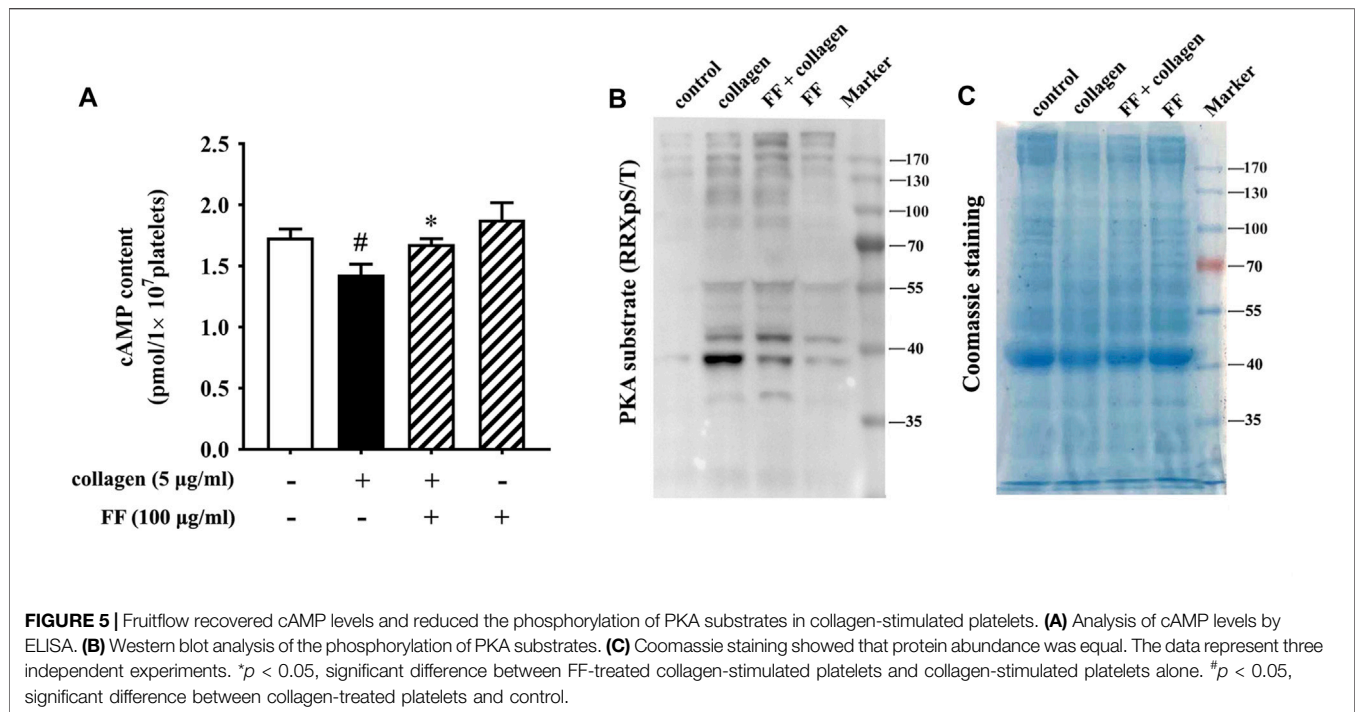 A
cAMP content
(pmol/1× 10⁷platelets)
2.5
2.0
1.5
1.0
0.5
0.0
#
*
collagen (5 μg/ml) - + + -
FF (100 μg/ml) - - + +
B
control collagen FF + collagen FF Marker
PKA substrate (RRXpS/T)
170
130
100
70
55
40
35
C
control collagen FF + collagen FF Marker
Coomassie staining
170
130
100
70
55
40
35
FIGURE 5 | Fruitflow recovered cAMP levels and reduced the phosphorylation of PKA substrates in collagen-stimulated platelets. (A) Analysis of cAMP levels by
ELISA. (B) Western blot analysis of the phosphorylation of PKA substrates. (C) Coomassie staining showed that protein abundance was equal. The data represent three
independent experiments. *p < 0.05, significant difference between FF-treated collagen-stimulated platelets and collagen-stimulated platelets alone. #p < 0.05,
significant difference between collagen-treated platelets and control.